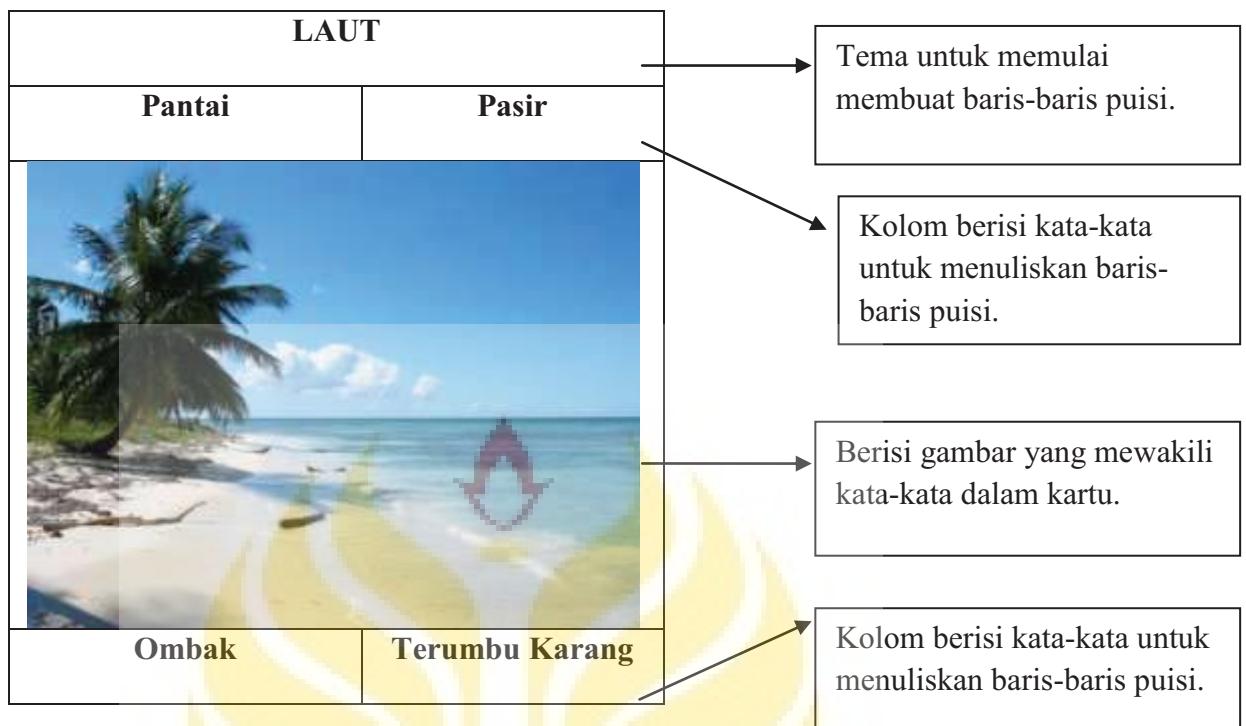 LAUT
Pantai Pasir
Ombak Terumbu Karang
Tema untuk memulai
membuat baris-baris puisi.
Kolom berisi kata-kata
untuk menuliskan baris-
baris puisi.
Berisi gambar yang mewakili
kata-kata dalam kartu.
Kolom berisi kata-kata untuk
menuliskan baris-baris puisi.